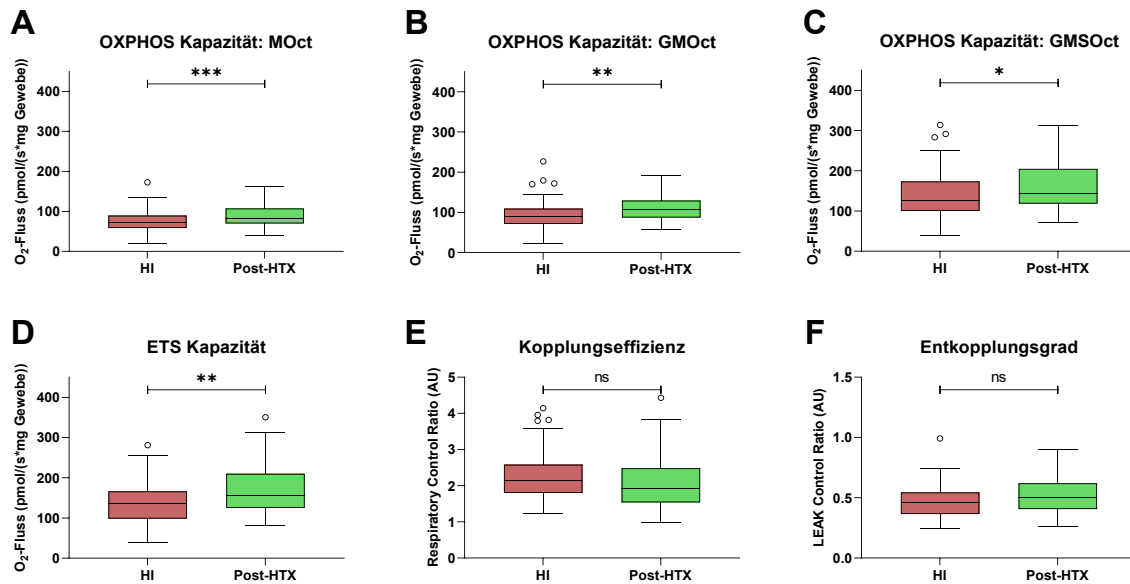 A
OXPHOS Kapazität: MOct
***
O₂-Fluss (pmol/(s*mg Gewebe))
400
300
200
100
0
HI
Post-HTX
B
OXPHOS Kapazität: GMOct
**
O₂-Fluss (pmol/(s*mg Gewebe))
400
300
200
100
0
HI
Post-HTX
C
OXPHOS Kapazität: GMSOct
*
O₂-Fluss (pmol/(s*mg Gewebe))
400
300
200
100
0
HI
Post-HTX
D
ETS Kapazität
**
O₂-Fluss (pmol/(s*mg Gewebe))
400
300
200
100
0
HI
Post-HTX
E
Kopplungseffizienz
ns
Respiratory Control Ratio (AU)
5
4
3
2
1
0
HI
Post-HTX
F
Entkopplungsgrad
ns
LEAK Control Ratio (AU)
1.5
1.0
0.5
0.0
HI
Post-HTX